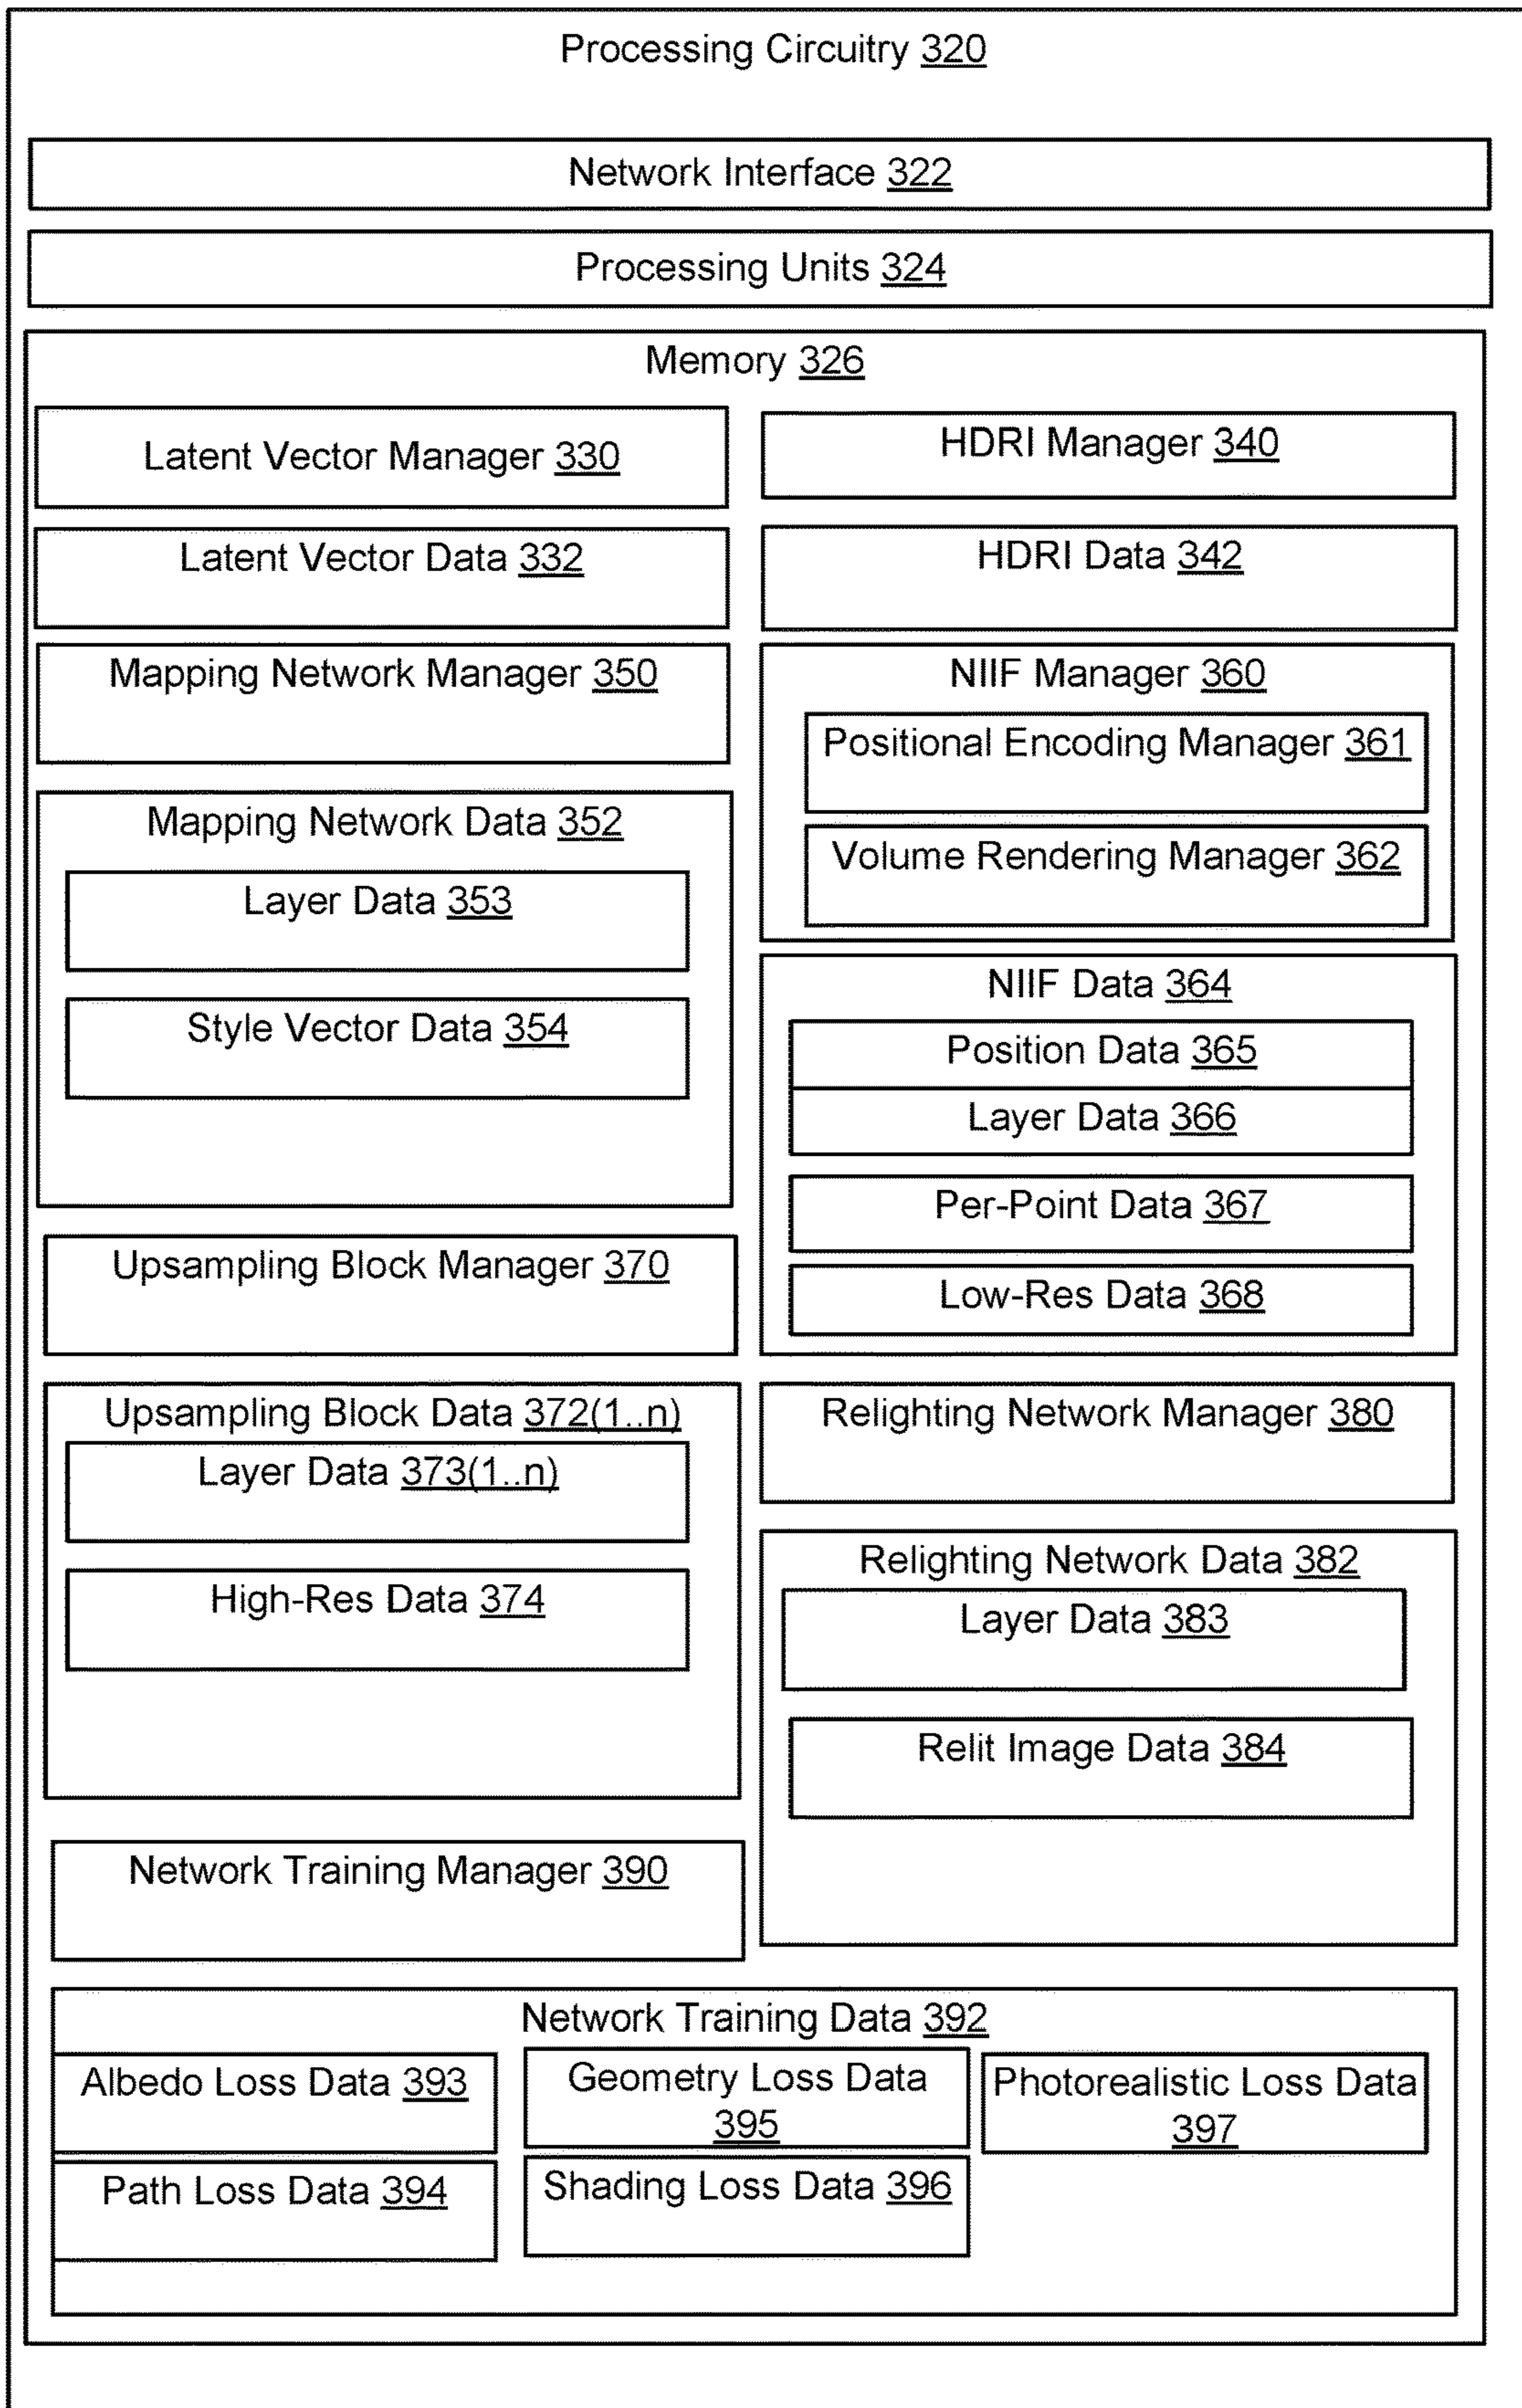 Processing Circuitry 320
Network Interface 322
Processing Units 324
Memory 326
Latent Vector Manager 330
HDRI Manager 340
Latent Vector Data 332
HDRI Data 342
Mapping Network Manager 350
NIIF Manager 360
Positional Encoding Manager 361
Volume Rendering Manager 362
Mapping Network Data 352
Layer Data 353
Style Vector Data 354
NIIF Data 364
Position Data 365
Layer Data 366
Per-Point Data 367
Low-Res Data 368
Upsampling Block Manager 370
Upsampling Block Data 372(1..n)
Layer Data 373(1..n)
High-Res Data 374
Relighting Network Manager 380
Relighting Network Data 382
Layer Data 383
Relit Image Data 384
Network Training Manager 390
Network Training Data 392
Albedo Loss Data 393
Geometry Loss Data
395
Photorealistic Loss Data
397
Path Loss Data 394
Shading Loss Data 396